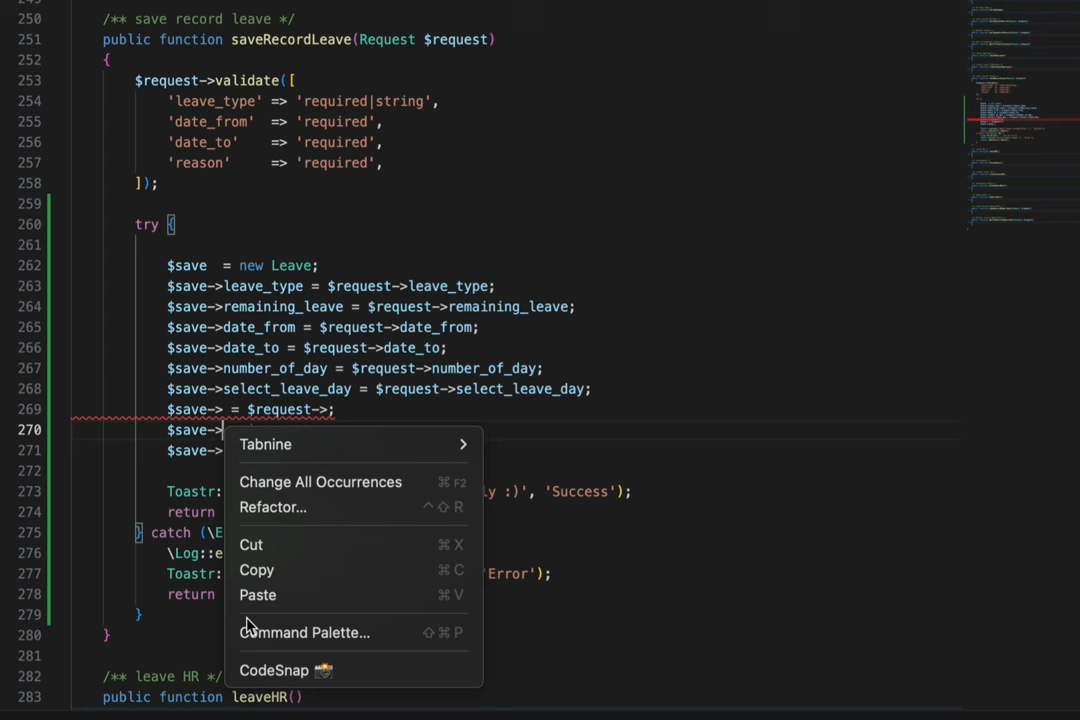 249
250 /** save record leave */
251 public function saveRecordLeave(Request $request)
252 {
253 $request->validate([
254 'leave_type' => 'required|string',
255 'date_from' => 'required',
256 'date_to' => 'required',
257 'reason' => 'required',
258 ]);
259
260 try {
261
262 $save = new Leave;
263 $save->leave_type = $request->leave_type;
264 $save->remaining_leave = $request->remaining_leave;
265 $save->date_from = $request->date_from;
266 $save->date_to = $request->date_to;
267 $save->number_of_day = $request->number_of_day;
268 $save->select_leave_day = $request->select_leave_day;
269 $save-> = $request->;
270 $save->
Tabnine
271 $save->
272
Change All Occurrences ⌘ F2
273 Toastr: ly :)', 'Success');
Refactor... ^ ⇧ R
274 return
275 } catch (\E
Cut ⌘ X
276 \Log::e
Copy ⌘ C
277 Toastr: 'Error');
278 return
Paste ⌘ V
279 }
280 }
Command Palette... ⇧ ⌘ P
281
CodeSnap 📸
282 /** leave HR */
283 public function leaveHR()